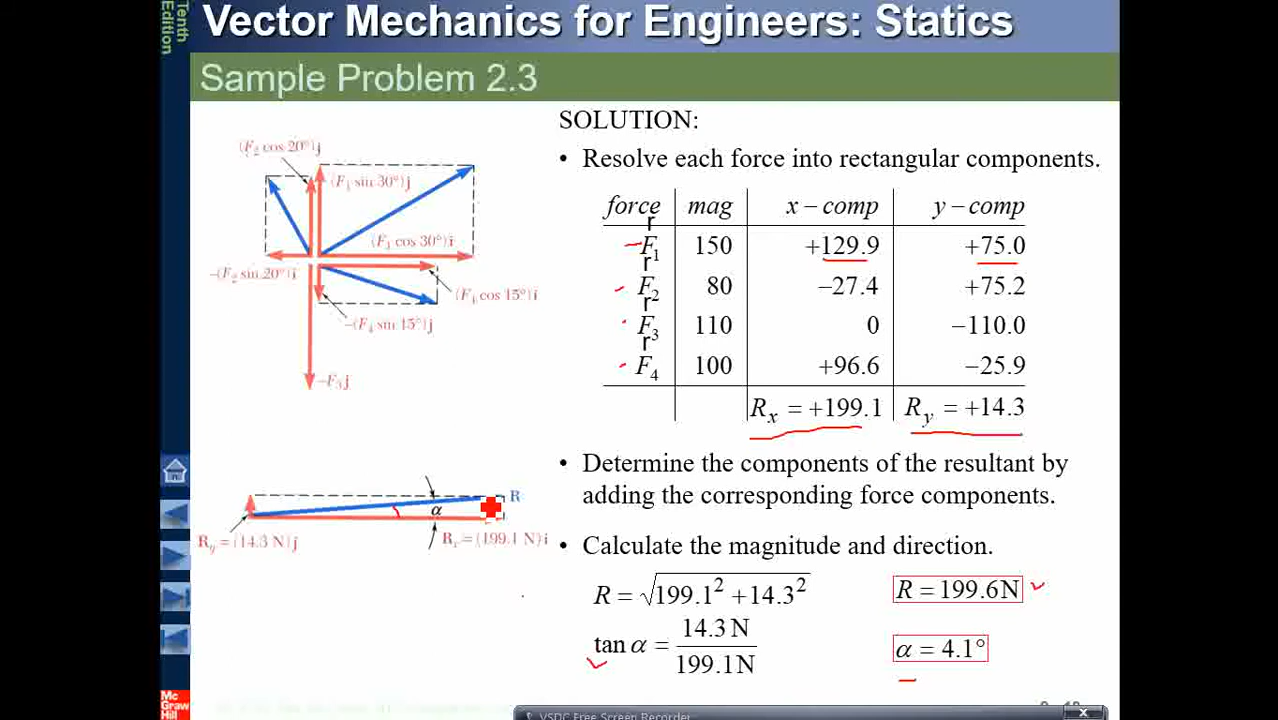 Tenth
Edition
Vector Mechanics for Engineers: Statics
Sample Problem 2.3
SOLUTION:
• Resolve each force into rectangular components.
force mag x – comp y – comp
r
F1 150 +129.9 +75.0
r
F2 80 –27.4 +75.2
r
F3 110 0 –110.0
r
F4 100 +96.6 –25.9
Rx = +199.1 Ry = +14.3
(F2 cos 20°)j
(F1 sin 30°)j
(F1 cos 30°)i
–(F2 sin 20°)i
cos 15°)i
–(F4 sin 15°)j
–F3 j
• Determine the components of the resultant by
adding the corresponding force components.
R
α
Ry = (14.3 N)j
= (199.1 N)i
• Calculate the magnitude and direction.
R = √199.1² + 14.3² R = 199.6N
tan α = 14.3 N / 199.1N α = 4.1°
Mc
Graw
Hill
VSDC Free Screen Recorder